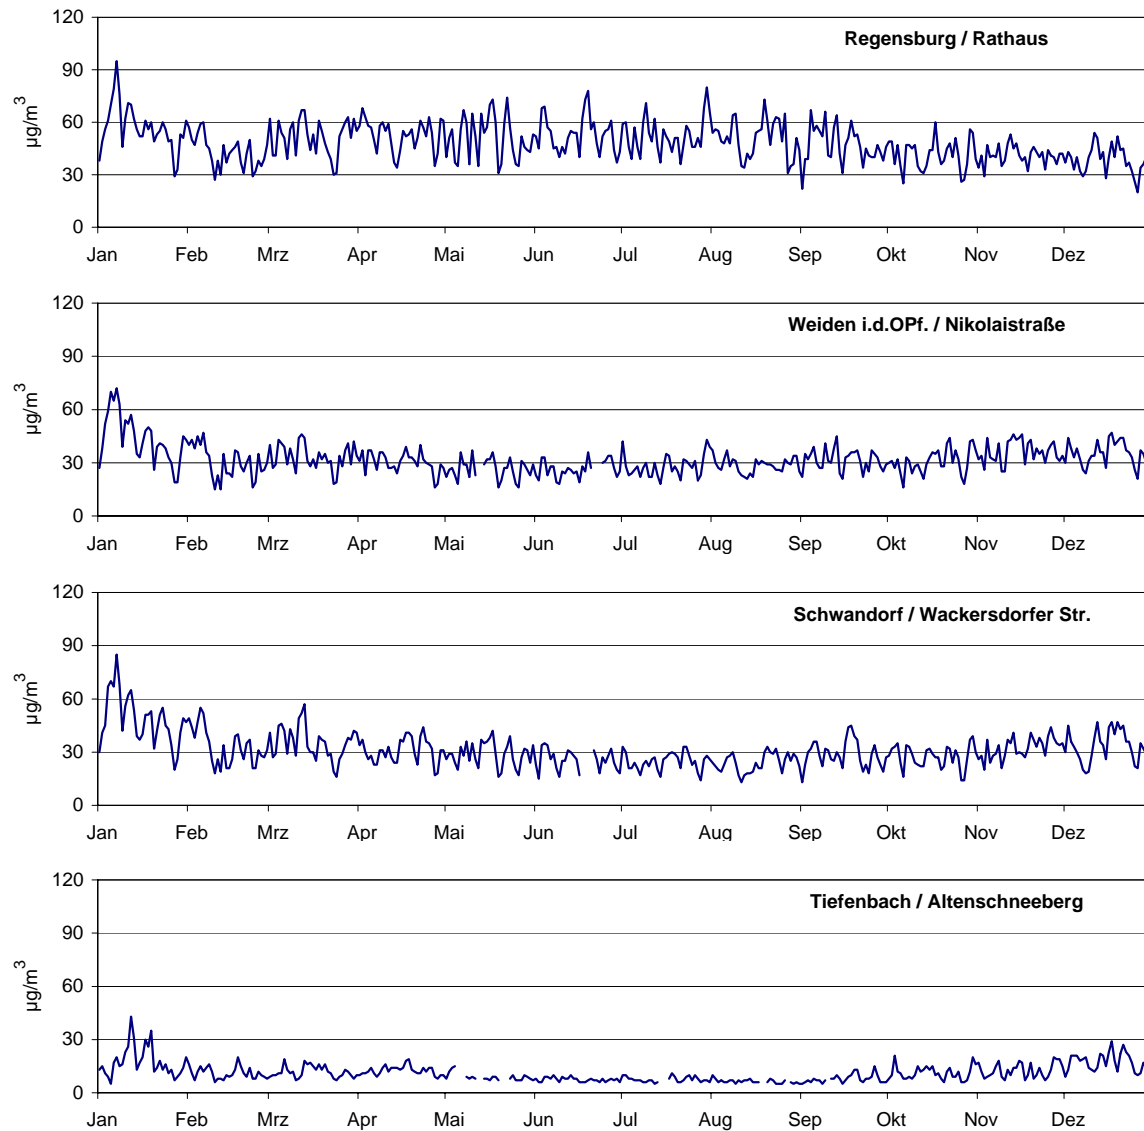 120
Regensburg / Rathaus
90
µg/m³
60
30
0
Jan Feb Mrz Apr Mai Jun Jul Aug Sep Okt Nov Dez
120
Weiden i.d.OPf. / Nikolaistraße
90
µg/m³
60
30
0
Jan Feb Mrz Apr Mai Jun Jul Aug Sep Okt Nov Dez
120
Schwandorf / Wackersdorfer Str.
90
µg/m³
60
30
0
Jan Feb Mrz Apr Mai Jun Jul Aug Sep Okt Nov Dez
120
Tiefenbach / Altenschneeberg
90
µg/m³
60
30
0
Jan Feb Mrz Apr Mai Jun Jul Aug Sep Okt Nov Dez